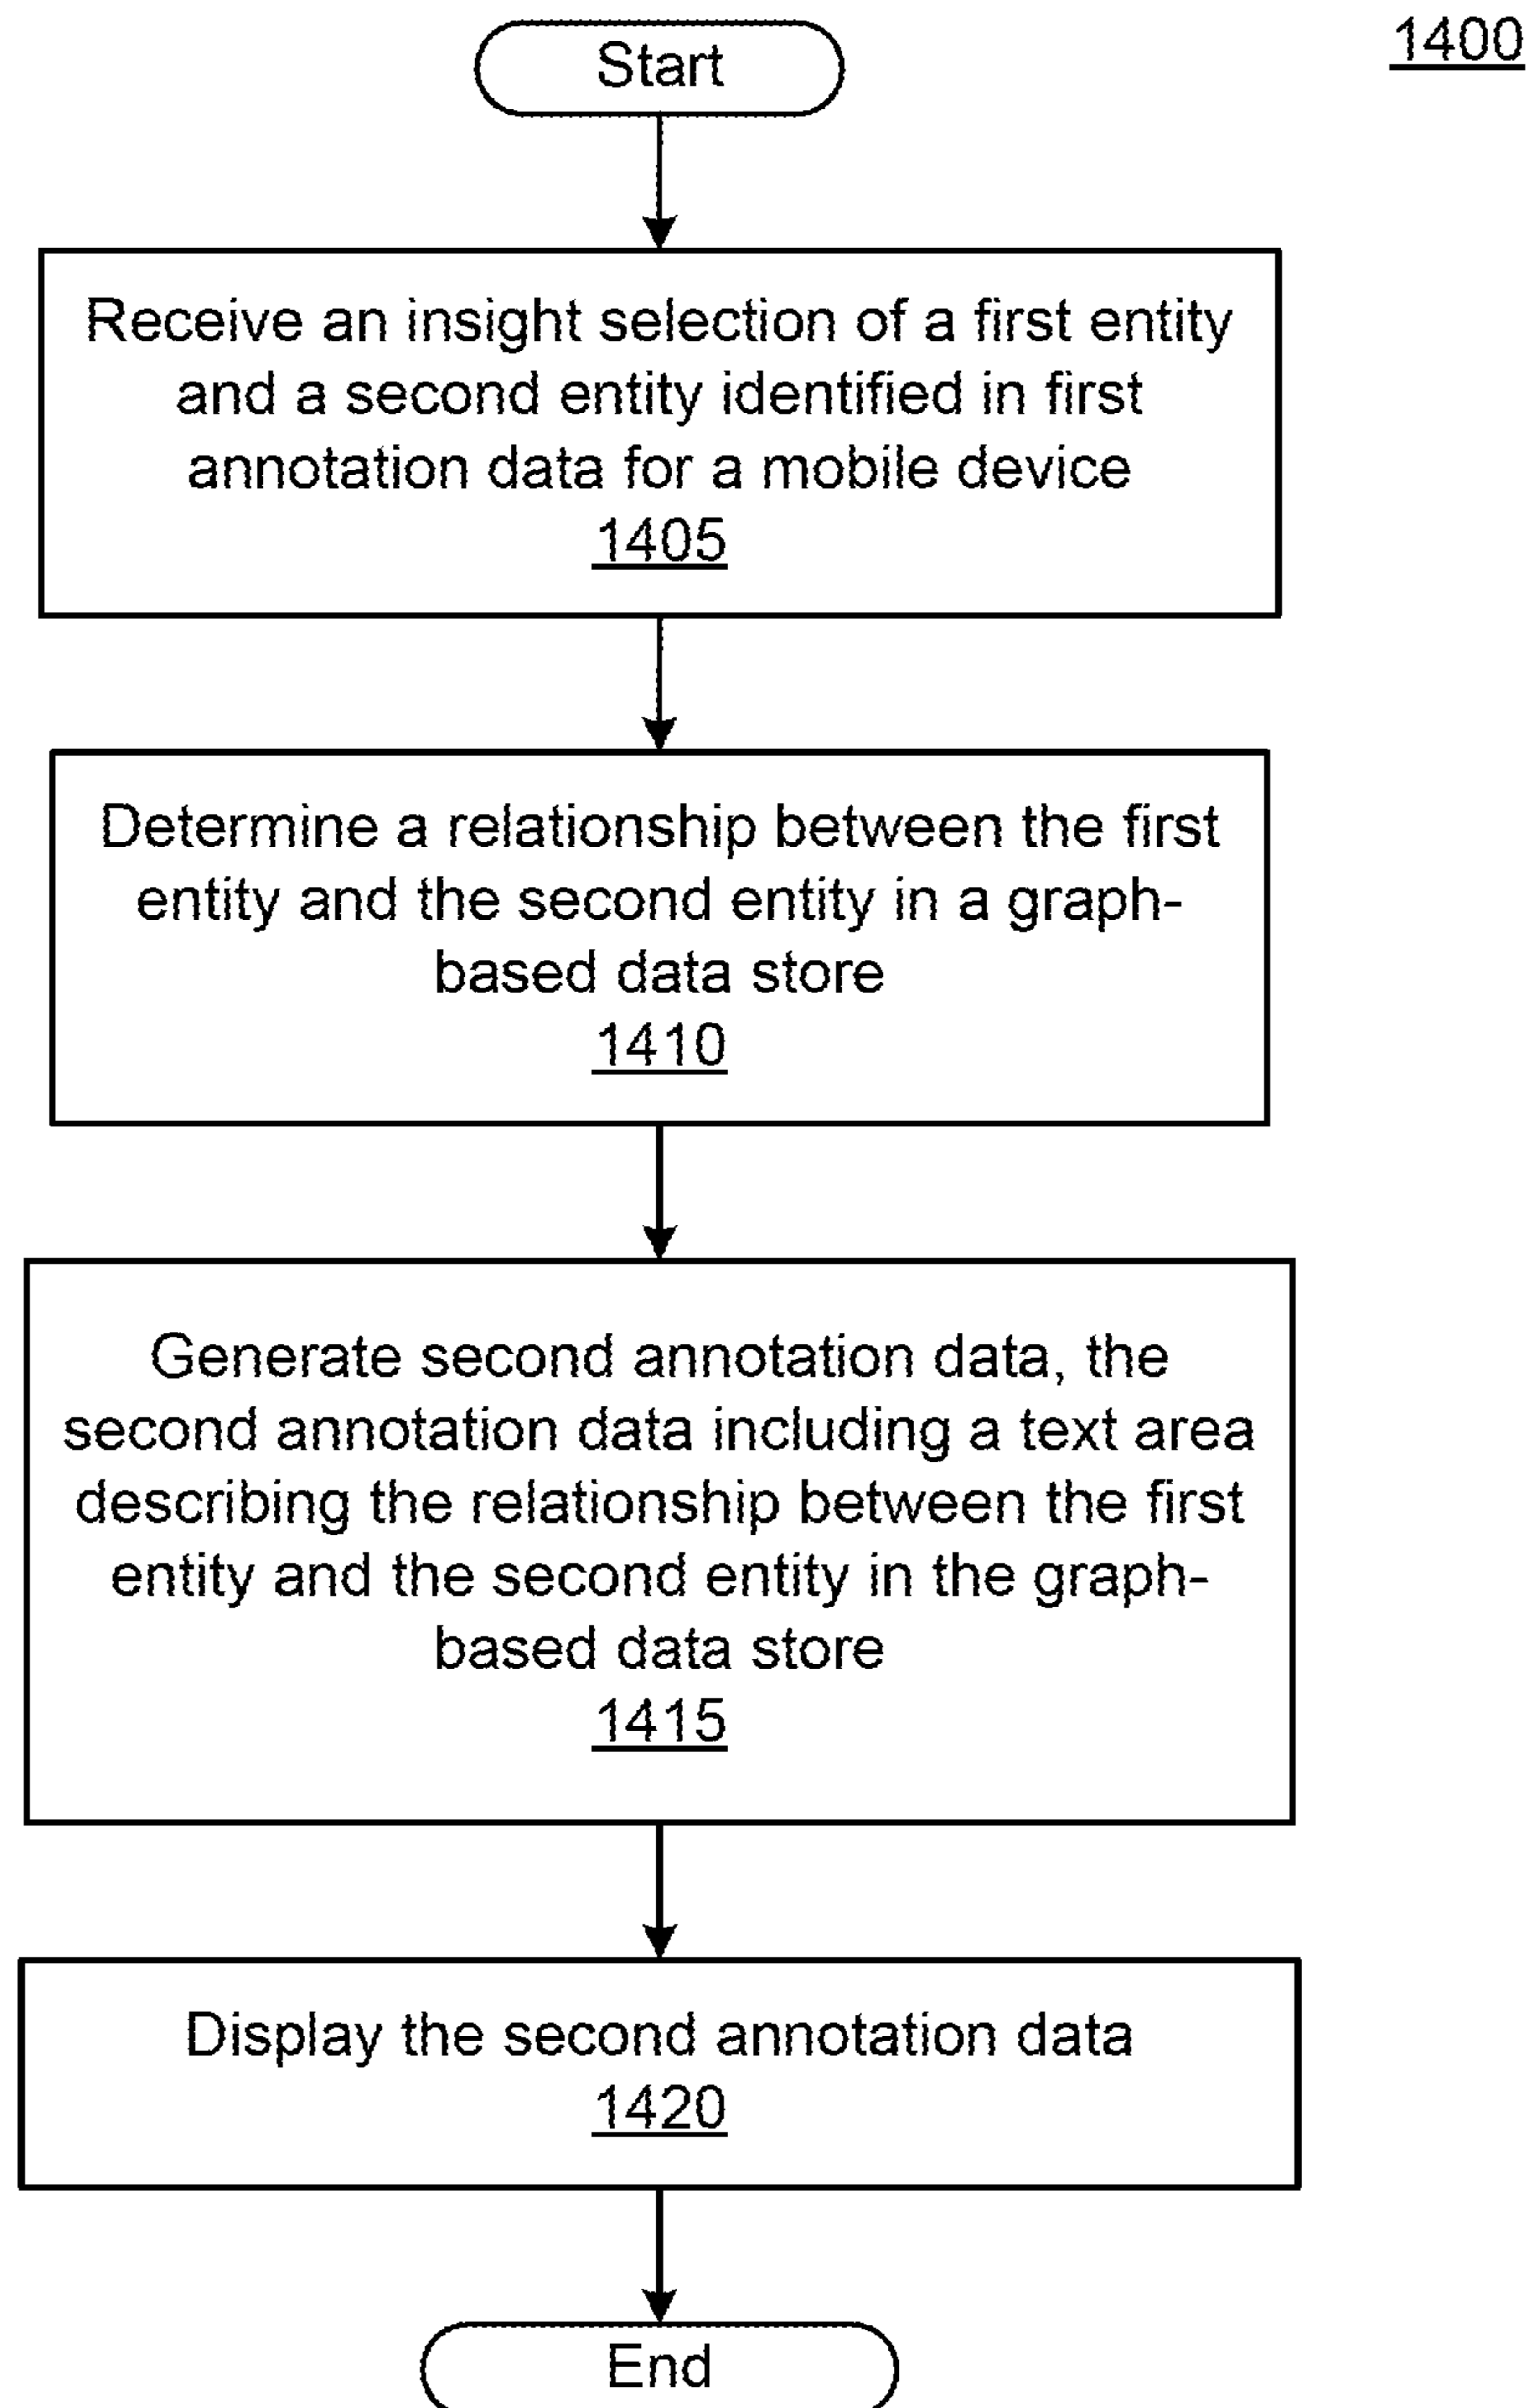 1400
Start
Receive an insight selection of a first entity
and a second entity identified in first
annotation data for a mobile device
1405
Determine a relationship between the first
entity and the second entity in a graph-
based data store
1410
Generate second annotation data, the
second annotation data including a text area
describing the relationship between the first
entity and the second entity in the graph-
based data store
1415
Display the second annotation data
1420
End